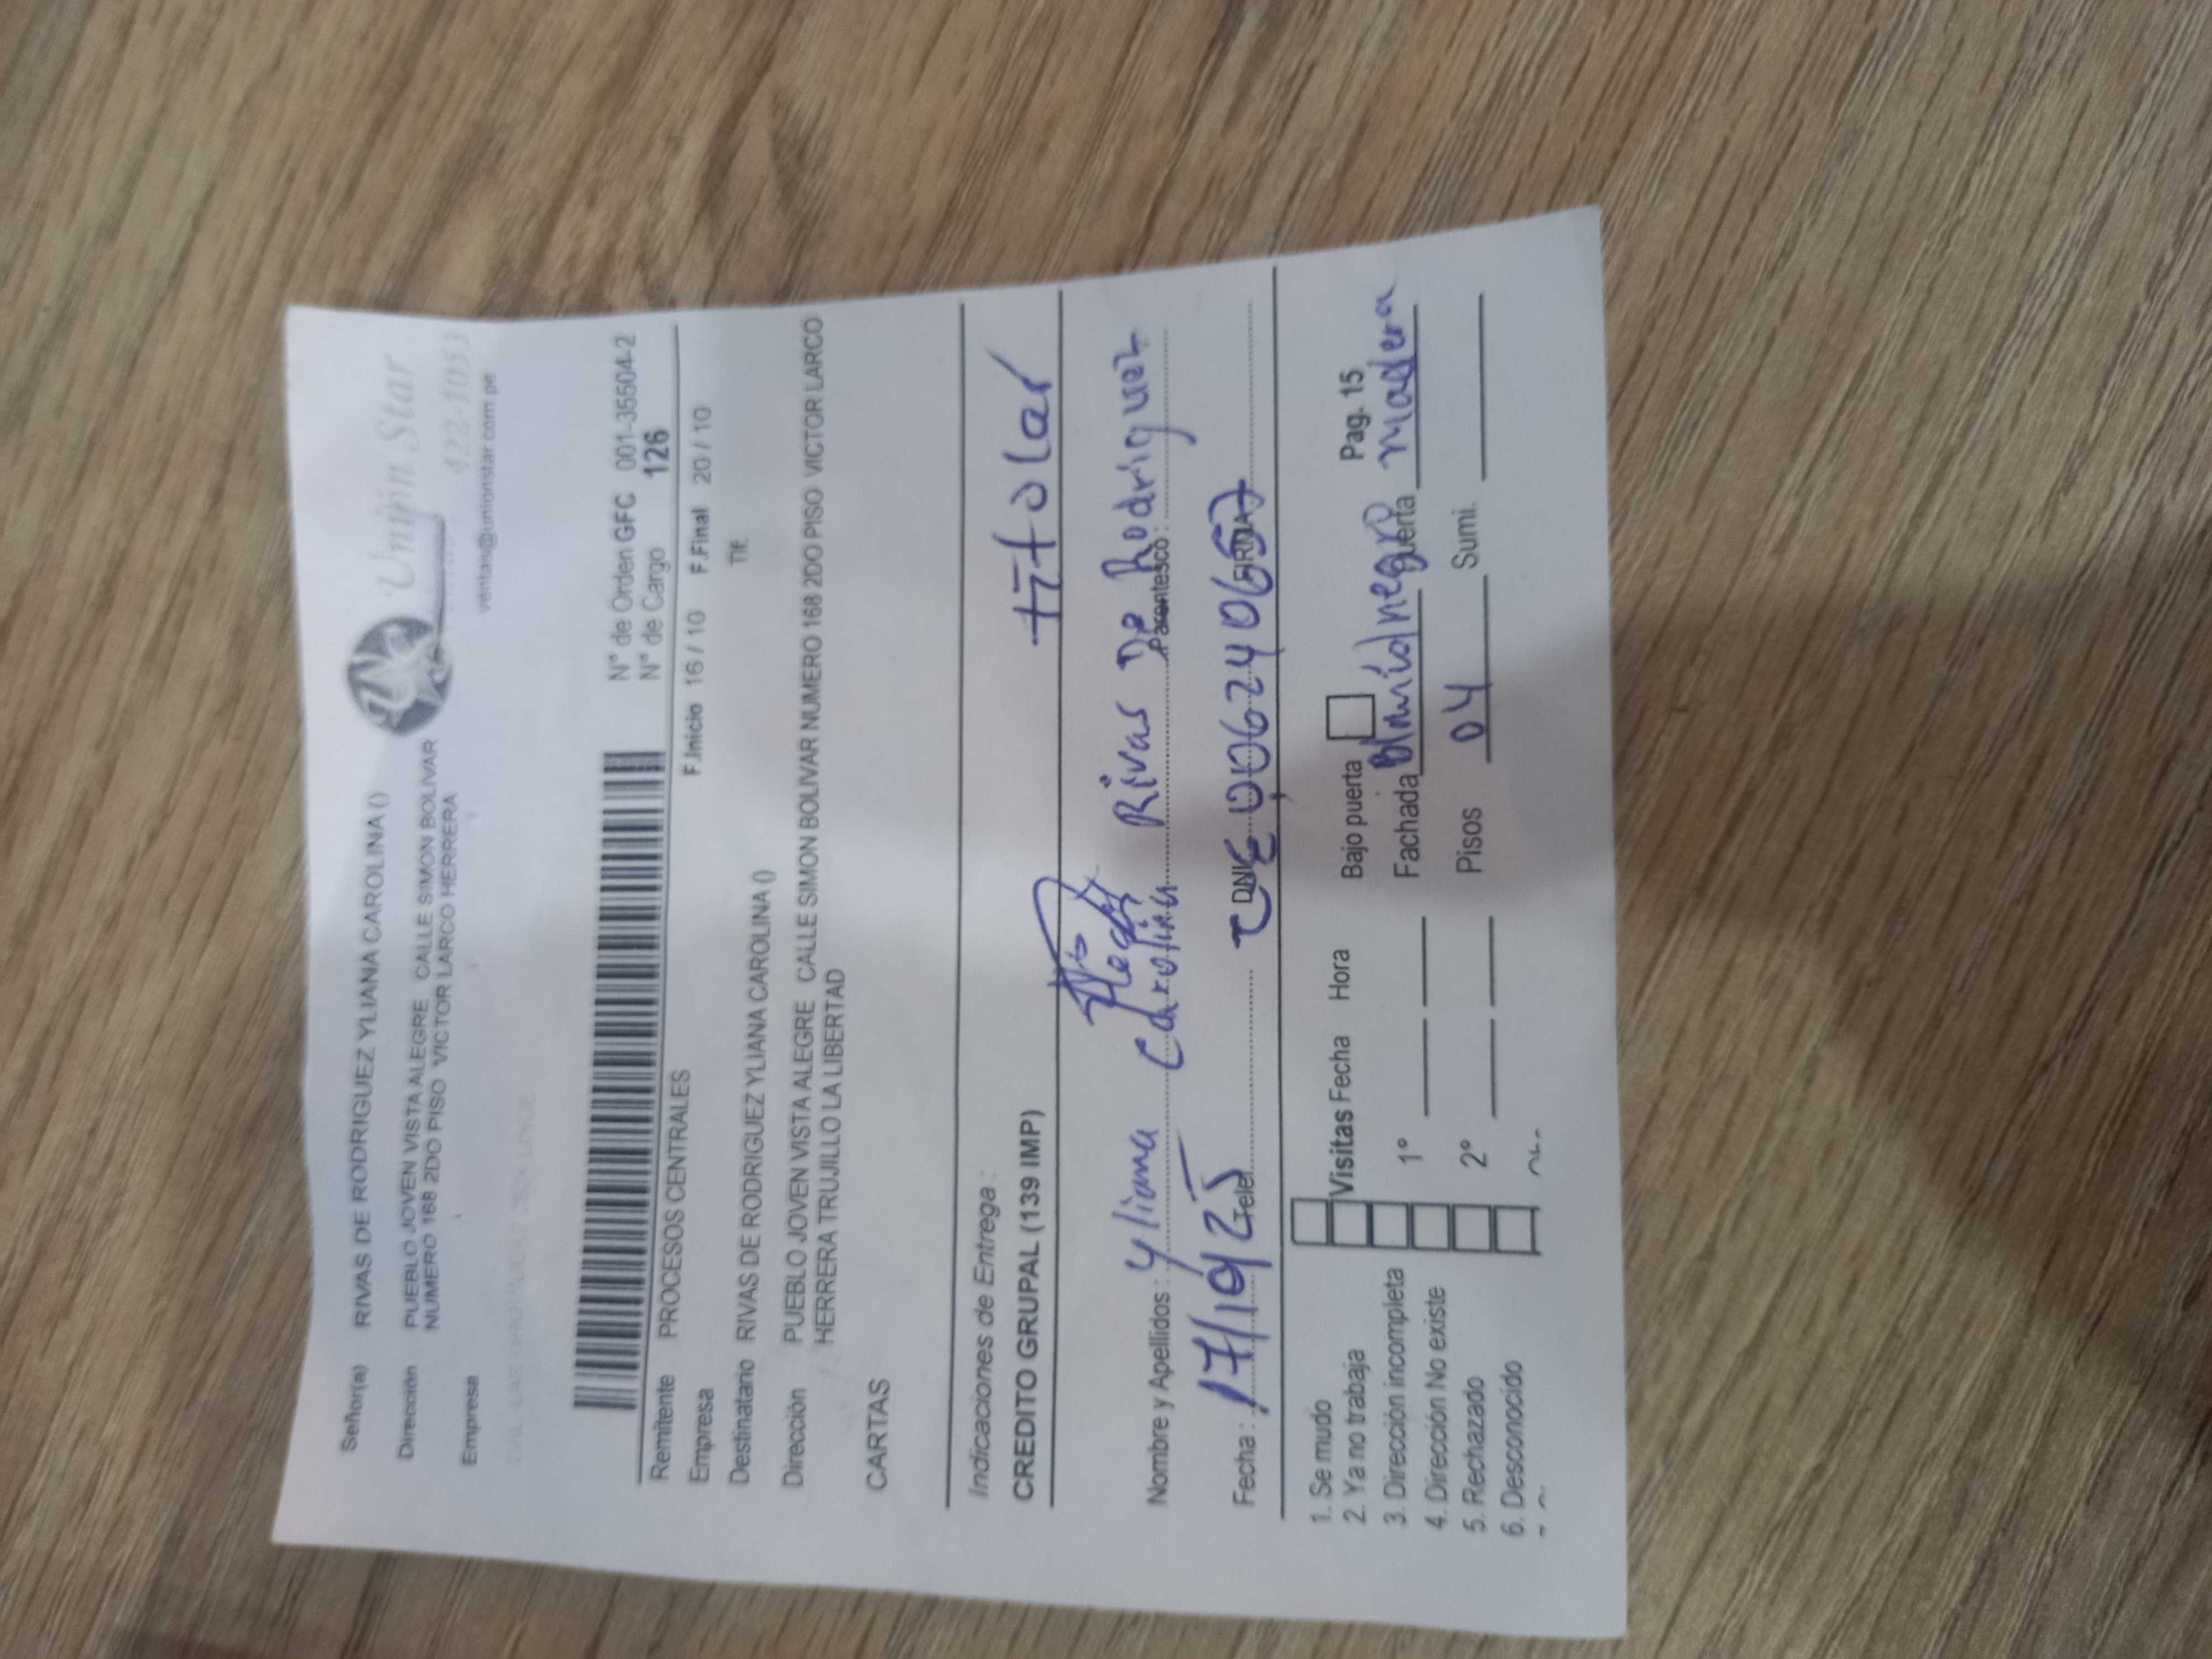 Señor(a) RIVAS DE RODRIGUEZ YLIANA CAROLINA ()
Unión Star
Dirección PUEBLO JOVEN VISTA ALEGRE CALLE SIMON BOLIVAR
NUMERO 168 2DO PISO VICTOR LARCO HERRERA
422-1053
Empresa
ventas@unionstar.com.pe
N° de Orden GFC 001-35504-2
N° de Cargo 126
Remitente PROCESOS CENTRALES
F.Inicio 16 / 10 F.Final 20 / 10
Empresa
Tlf.
Destinatario RIVAS DE RODRIGUEZ YLIANA CAROLINA ()
Dirección PUEBLO JOVEN VISTA ALEGRE CALLE SIMON BOLIVAR NUMERO 168 2DO PISO VICTOR LARCO
HERRERA TRUJILLO LA LIBERTAD
CARTAS
Indicaciones de Entrega :
CREDITO GRUPAL (139 IMP) titular
Nombre y Apellidos : Yliana Carolina Rivas De Rodriguez
Parentesco :
Fecha : 17/10/25 Telef. DNI FIRMA
1. Se mudo
2. Ya no trabaja Visitas Fecha Hora Bajo puerta Pag. 15
3. Dirección incompleta 1° Fachada Puerta madera
4. Dirección No existe
5. Rechazado 2° Pisos 04 Sumi.
6. Desconocido